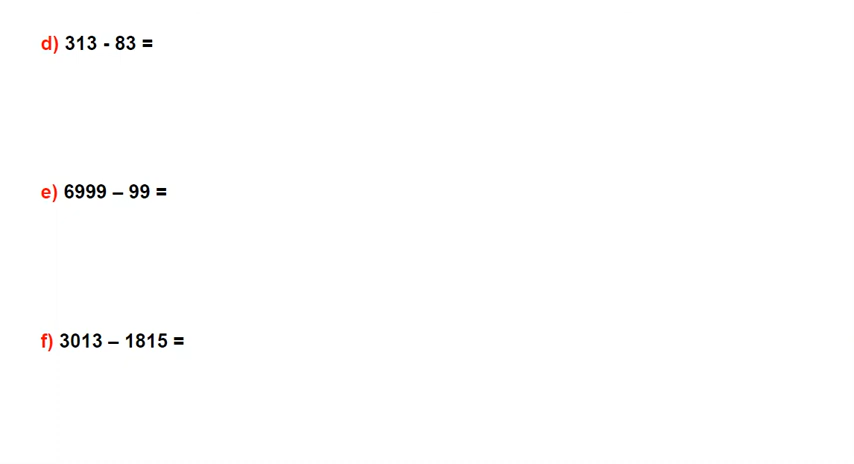 d) 313 - 83 =
e) 6999 – 99 =
f) 3013 – 1815 =